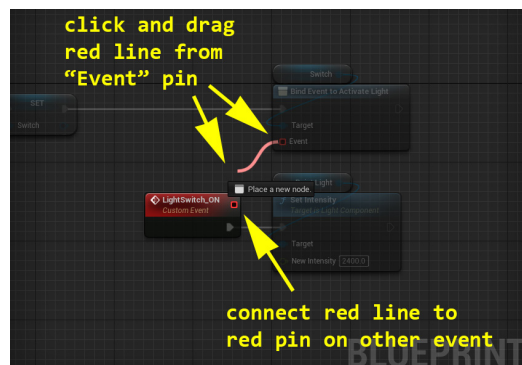 click and drag
red line from
“Event” pin
Switch
Bind Event to Activate Light
SET
Switch
Target
Event
Place a new node.
Light
LightSwitch_ON
Custom Event
Set Intensity
Target is Light Component
Target
New Intensity 2400.0
connect red line to
red pin on other event
BLUEPRINT